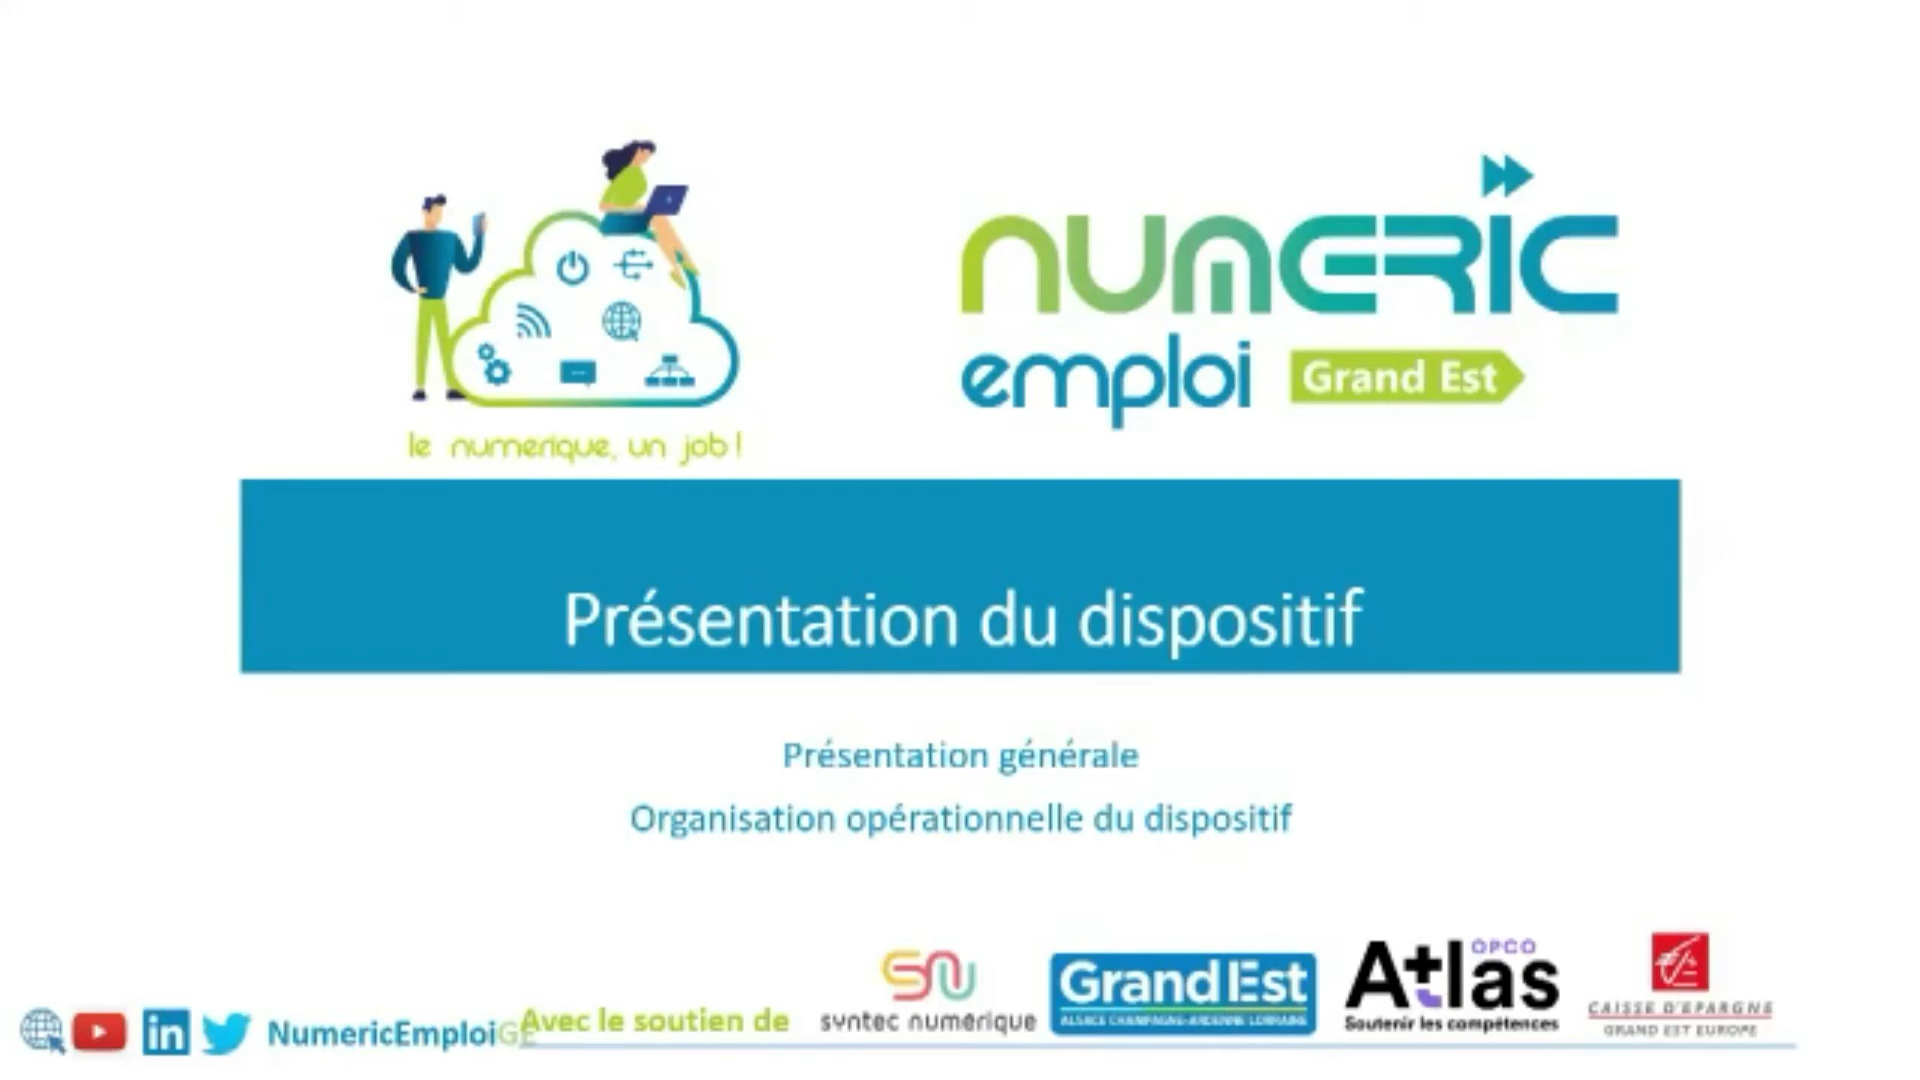 le numerique, un job !
NUMERIC
emploi Grand Est
Présentation du dispositif
Présentation générale
Organisation opérationnelle du dispositif
NumericEmploiGE
Avec le soutien de
syntec numérique
Grand Est
ALSACE CHAMPAGNE-ARDENNE LORRAINE
OPCO
Atlas
Soutenir les compétences
CAISSE D'EPARGNE
GRAND EST EUROPE